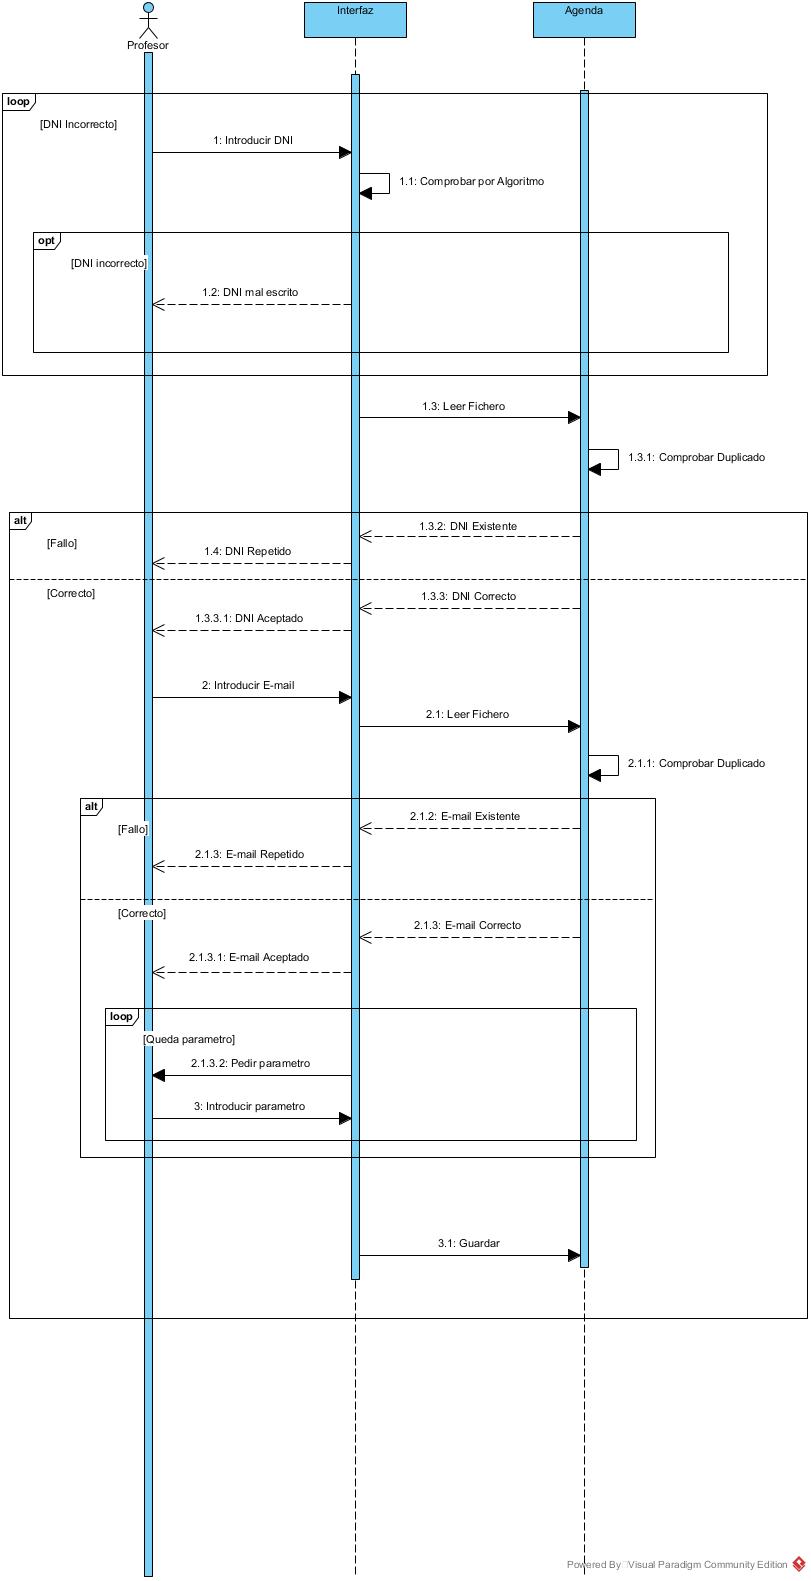 Interfaz
Agenda
Profesor
loop
[DNI Incorrecto]
1: Introducir DNI
1.1: Comprobar por Algoritmo
opt
[DNI incorrecto]
1.2: DNI mal escrito
1.3: Leer Fichero
1.3.1: Comprobar Duplicado
alt
1.3.2: DNI Existente
[Fallo]
1.4: DNI Repetido
[Correcto]
1.3.3: DNI Correcto
1.3.3.1: DNI Aceptado
2: Introducir E-mail
2.1: Leer Fichero
2.1.1: Comprobar Duplicado
alt
2.1.2: E-mail Existente
[Fallo]
2.1.3: E-mail Repetido
[Correcto]
2.1.3: E-mail Correcto
2.1.3.1: E-mail Aceptado
loop
[Queda parametro]
2.1.3.2: Pedir parametro
3: Introducir parametro
3.1: Guardar
Powered By Visual Paradigm Community Edition